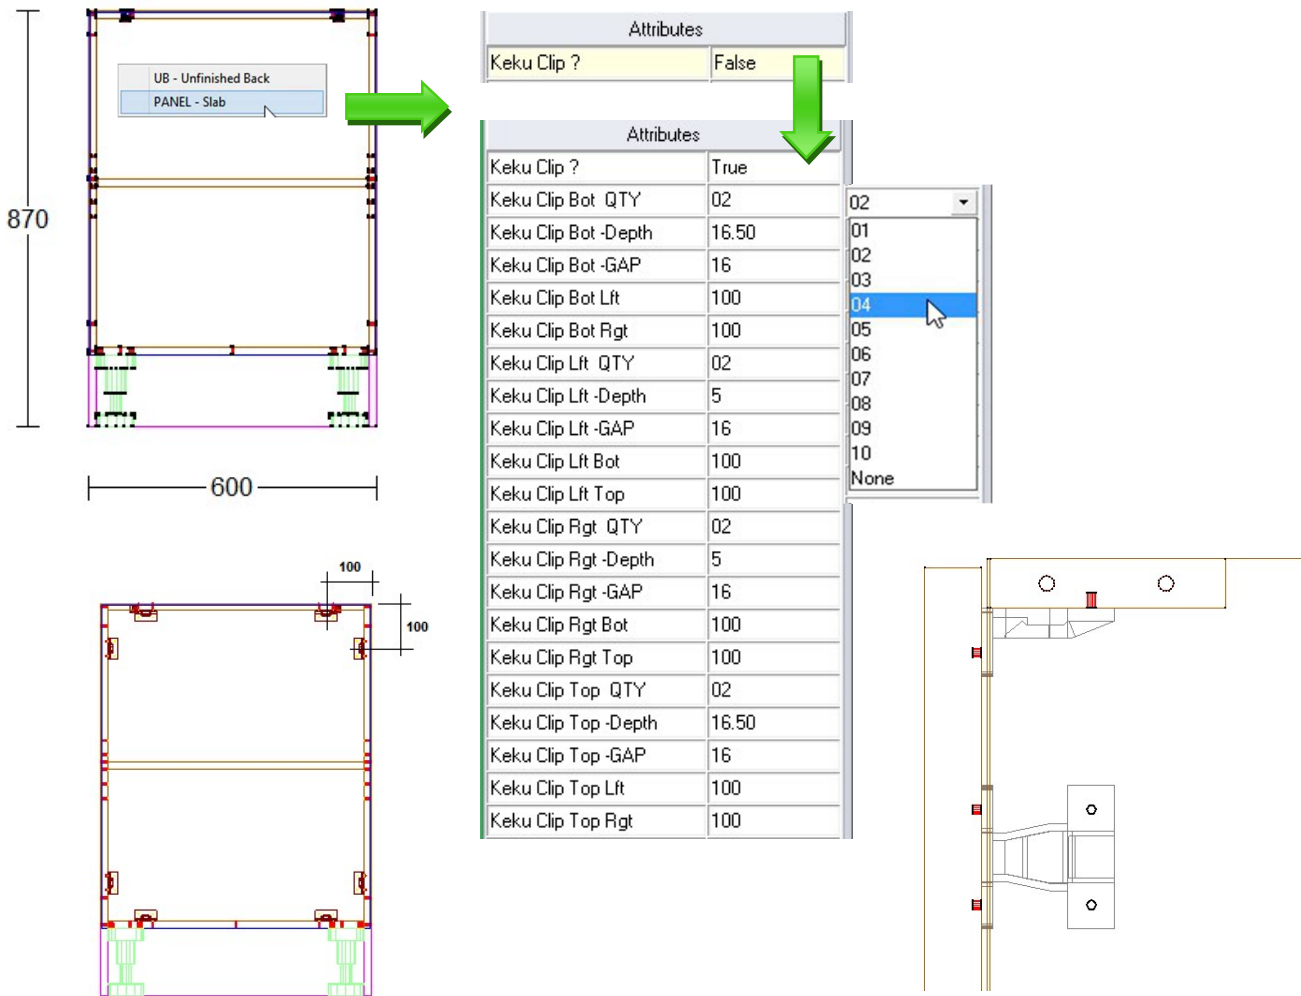 870
600
UB - Unfinished Back
PANEL - Slab
Attributes
Keku Clip ? False
Attributes
Keku Clip ? True
Keku Clip Bot QTY 02
Keku Clip Bot -Depth 16.50
Keku Clip Bot -GAP 16
Keku Clip Bot Lft 100
Keku Clip Bot Rgt 100
Keku Clip Lft QTY 02
Keku Clip Lft -Depth 5
Keku Clip Lft -GAP 16
Keku Clip Lft Bot 100
Keku Clip Lft Top 100
Keku Clip Rgt QTY 02
Keku Clip Rgt -Depth 5
Keku Clip Rgt -GAP 16
Keku Clip Rgt Bot 100
Keku Clip Rgt Top 100
Keku Clip Top QTY 02
Keku Clip Top -Depth 16.50
Keku Clip Top -GAP 16
Keku Clip Top Lft 100
Keku Clip Top Rgt 100
02
01
02
03
04
05
06
07
08
09
10
None
100
100